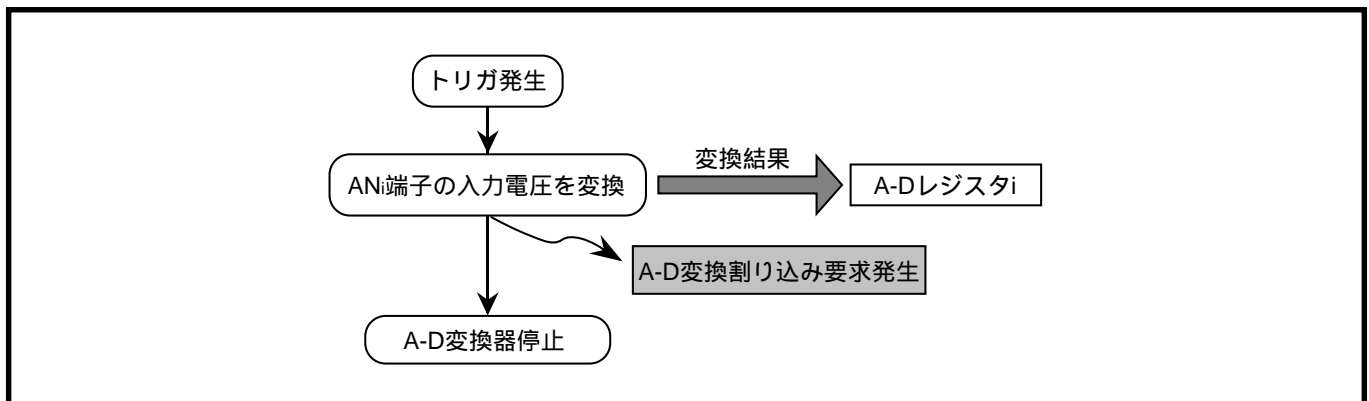 トリガ発生
ANi端子の入力電圧を変換
変換結果
A-Dレジスタi
A-D変換割り込み要求発生
A-D変換器停止